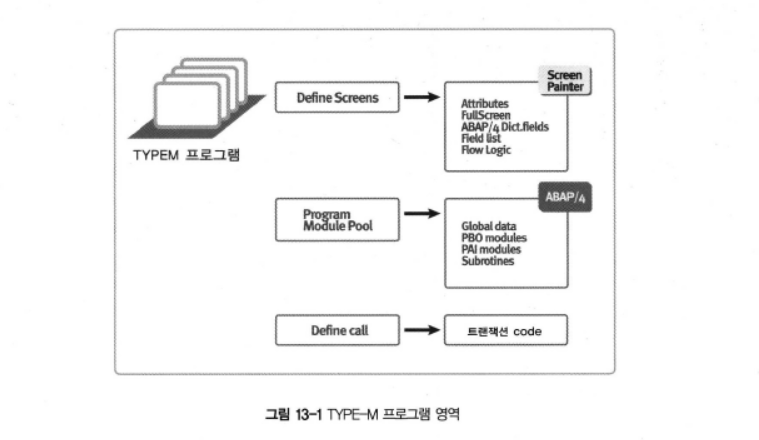 TYPEM 프로그램
Define Screens
Screen
Painter
Attributes
FullScreen
ABAP/4 Dict.fields
Field list
Flow Logic
Program
Module Pool
ABAP/4
Global data
PBO modules
PAI modules
Subrotines
Define call
트랜잭션 code
그림 13-1 TYPE-M 프로그램 영역